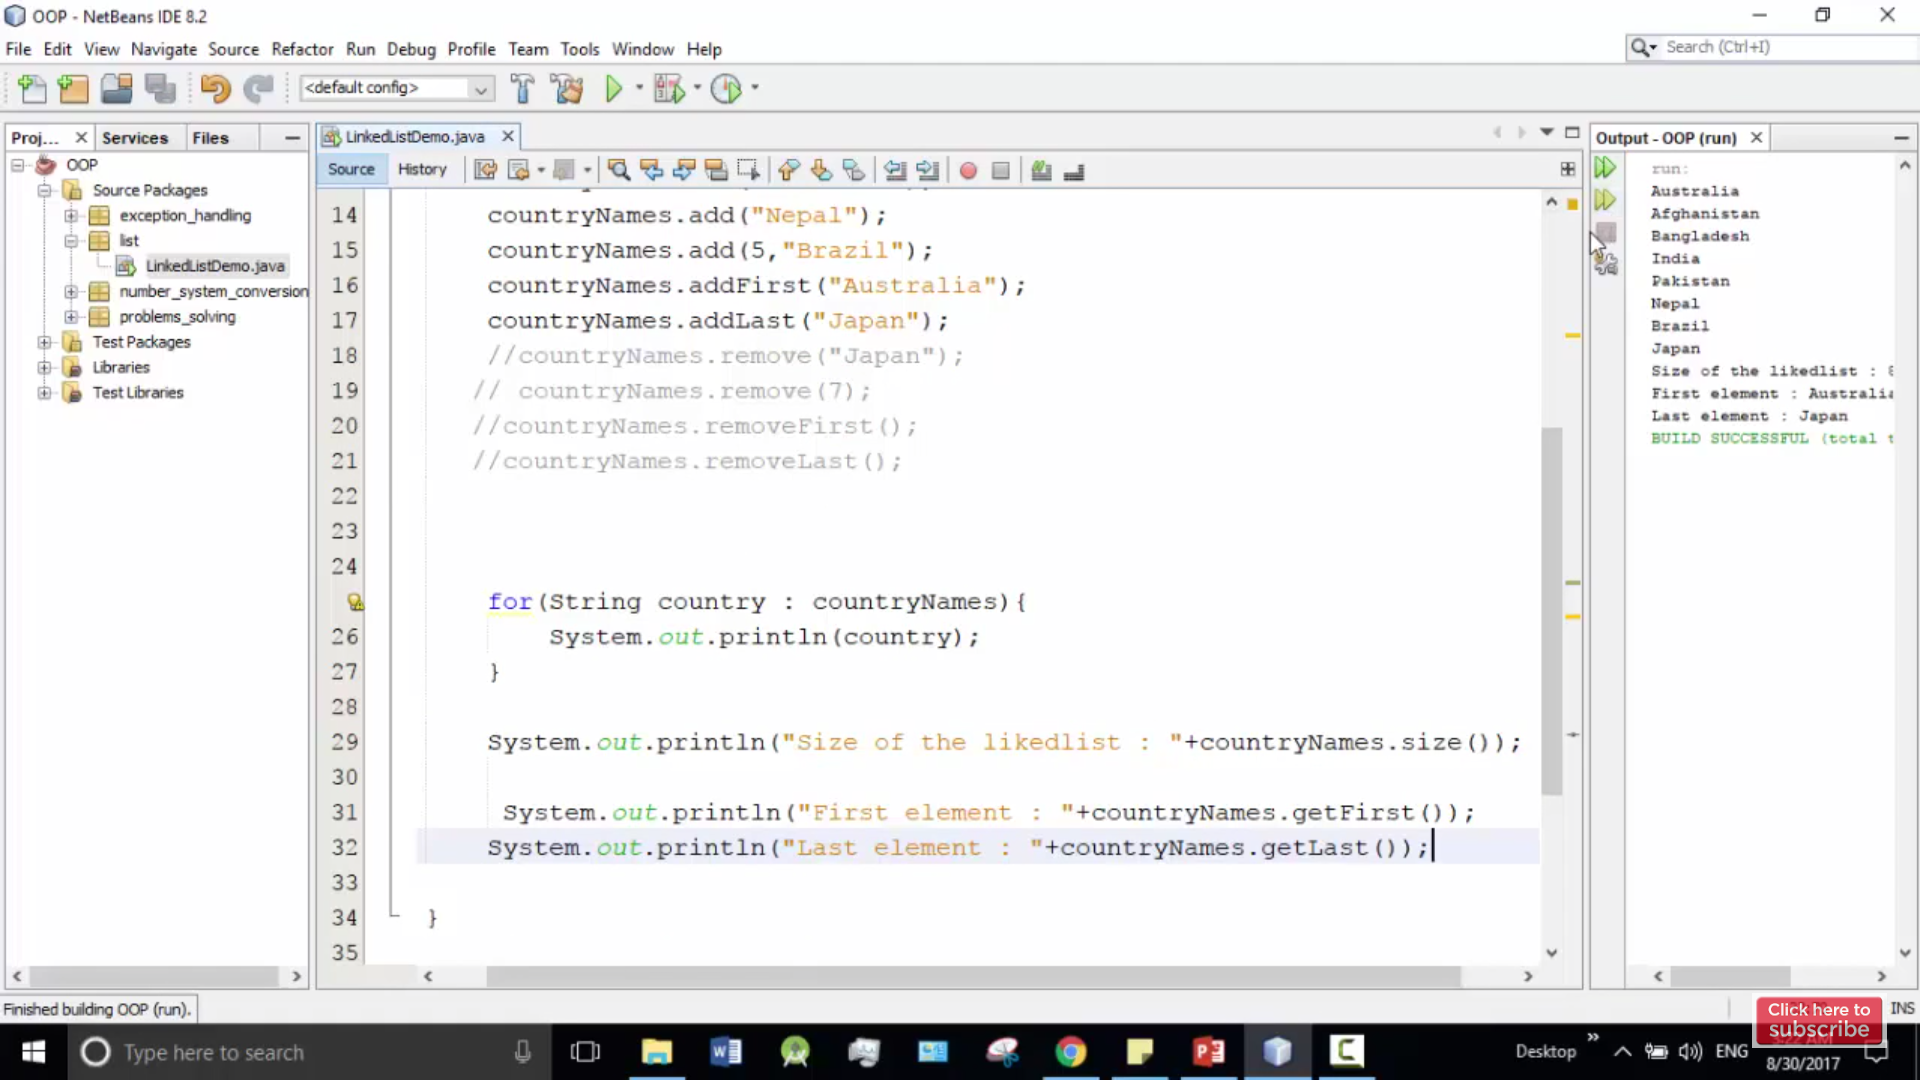 OOP - NetBeans IDE 8.2
File Edit View Navigate Source Refactor Run Debug Profile Team Tools Window Help
Search (Ctrl+I)
<default config>
Proj... Services Files
LinkedListDemo.java
Output - OOP (run)
Source History
OOP
Source Packages
exception_handling
list
LinkedListDemo.java
number_system_conversion
problems_solving
Test Packages
Libraries
Test Libraries
14 countryNames.add("Nepal");
15 countryNames.add(5,"Brazil");
16 countryNames.addFirst("Australia");
17 countryNames.addLast("Japan");
18 //countryNames.remove("Japan");
19 // countryNames.remove(7);
20 //countryNames.removeFirst();
21 //countryNames.removeLast();
22
23
24
for(String country : countryNames){
26 System.out.println(country);
27 }
28
29 System.out.println("Size of the likedlist : "+countryNames.size());
30
31 System.out.println("First element : "+countryNames.getFirst());
32 System.out.println("Last element : "+countryNames.getLast());
33
34 }
35
run:
Australia
Afghanistan
Bangladesh
India
Pakistan
Nepal
Brazil
Japan
Size of the likedlist :
First element : Australia
Last element : Japan
BUILD SUCCESSFUL (total t
Finished building OOP (run).
INS
Click here to
subscribe
Type here to search
Desktop
ENG
8/30/2017